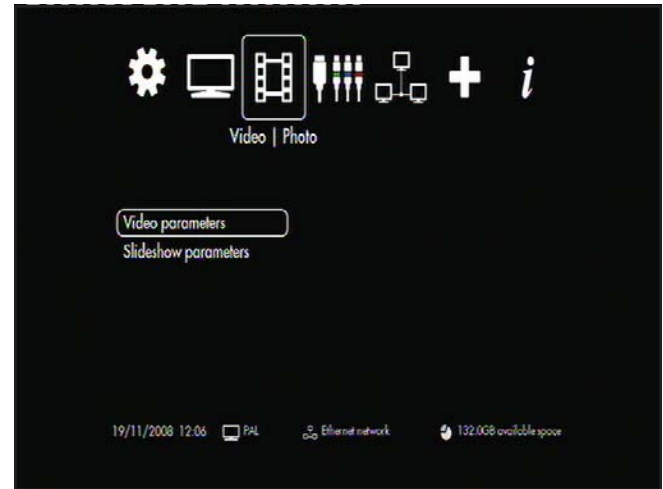 Video | Photo
Video parameters
Slideshow parameters
19/11/2008 12:06 PAL Ethernet network 132.0GB available space